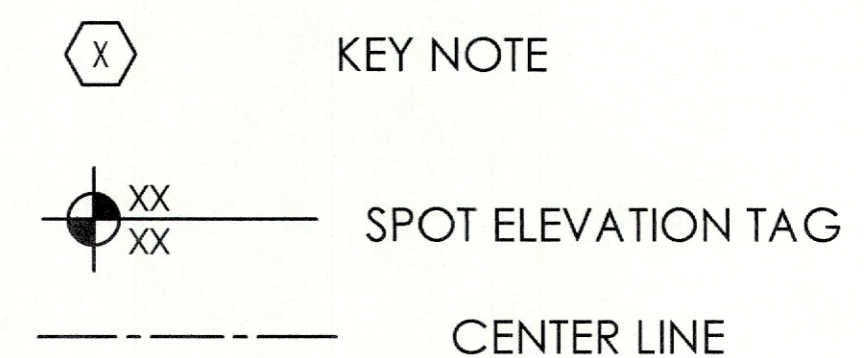 X KEY NOTE
XX
XX
SPOT ELEVATION TAG
CENTER LINE